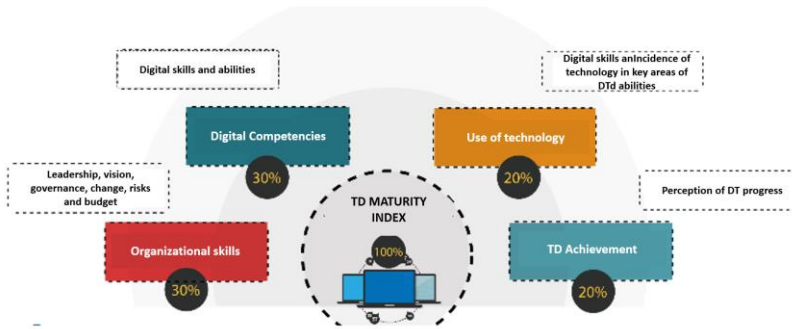 Digital skills and abilities
Digital skills anIncidence of
technology in key areas of
DTd abilities
Digital Competencies
30%
Use of technology
20%
Leadership, vision,
governance, change, risks
and budget
TD MATURITY
INDEX
100%
Perception of DT progress
Organizational skills
30%
TD Achievement
20%